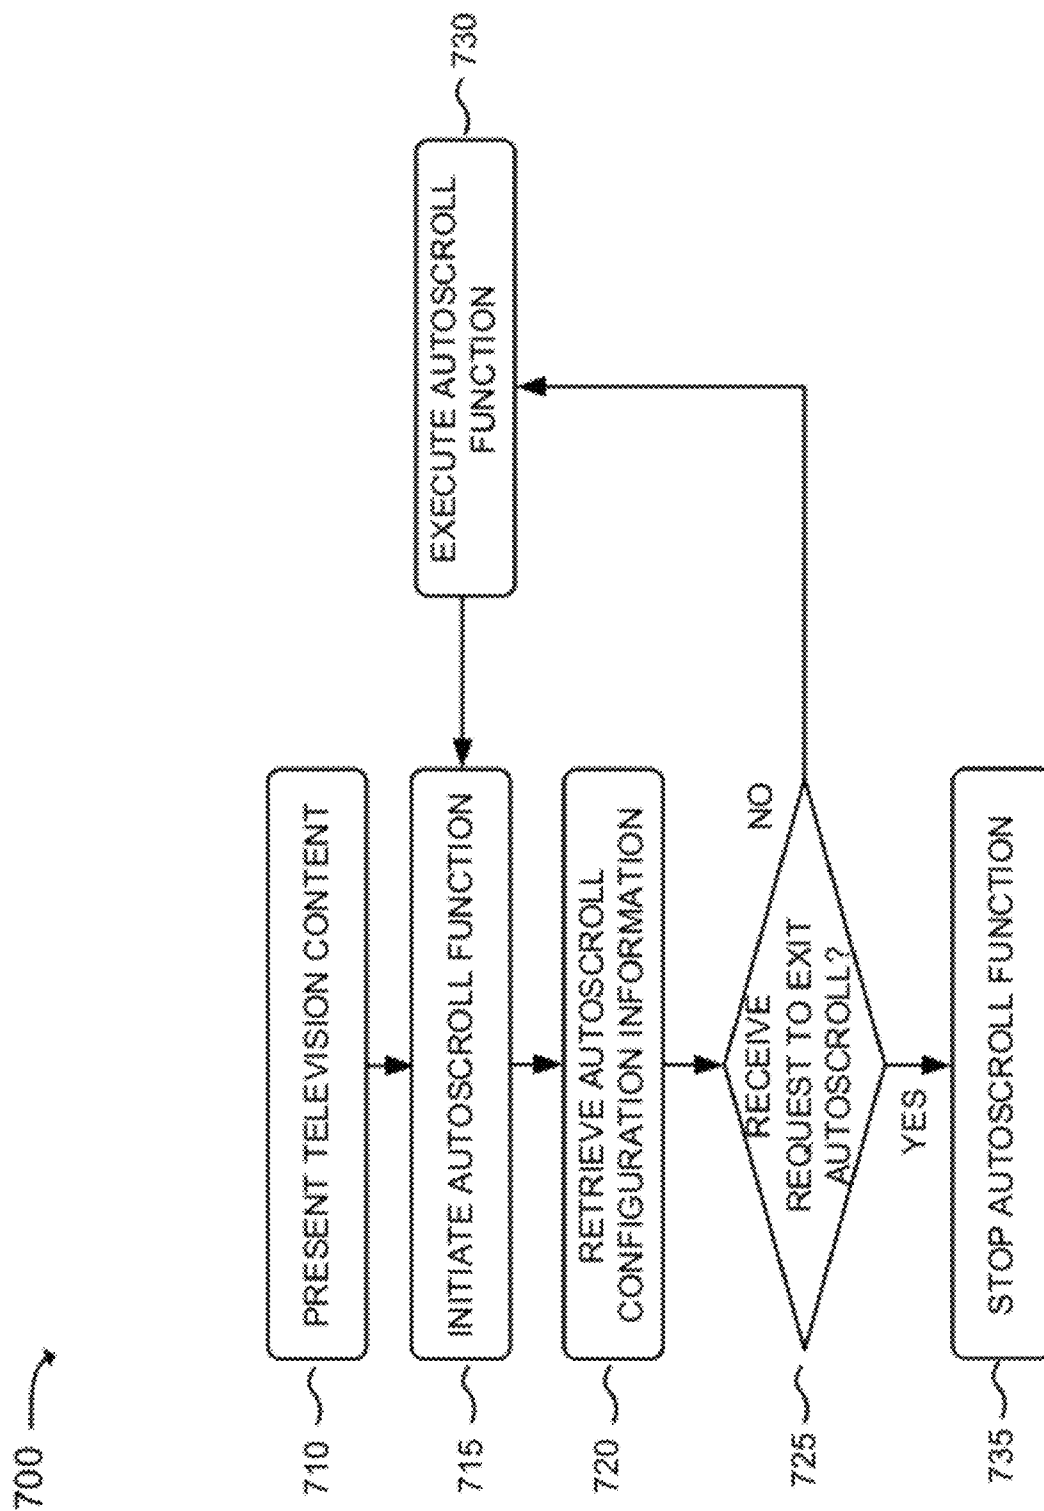 700
710
PRESENT TELEVISION CONTENT
715
INITIATE AUTOSCROLL FUNCTION
730
EXECUTE AUTOSCROLL
FUNCTION
720
RETRIEVE AUTOSCROLL
CONFIGURATION INFORMATION
725
RECEIVE
REQUEST TO EXIT
AUTOSCROLL?
NO
YES
735
STOP AUTOSCROLL FUNCTION